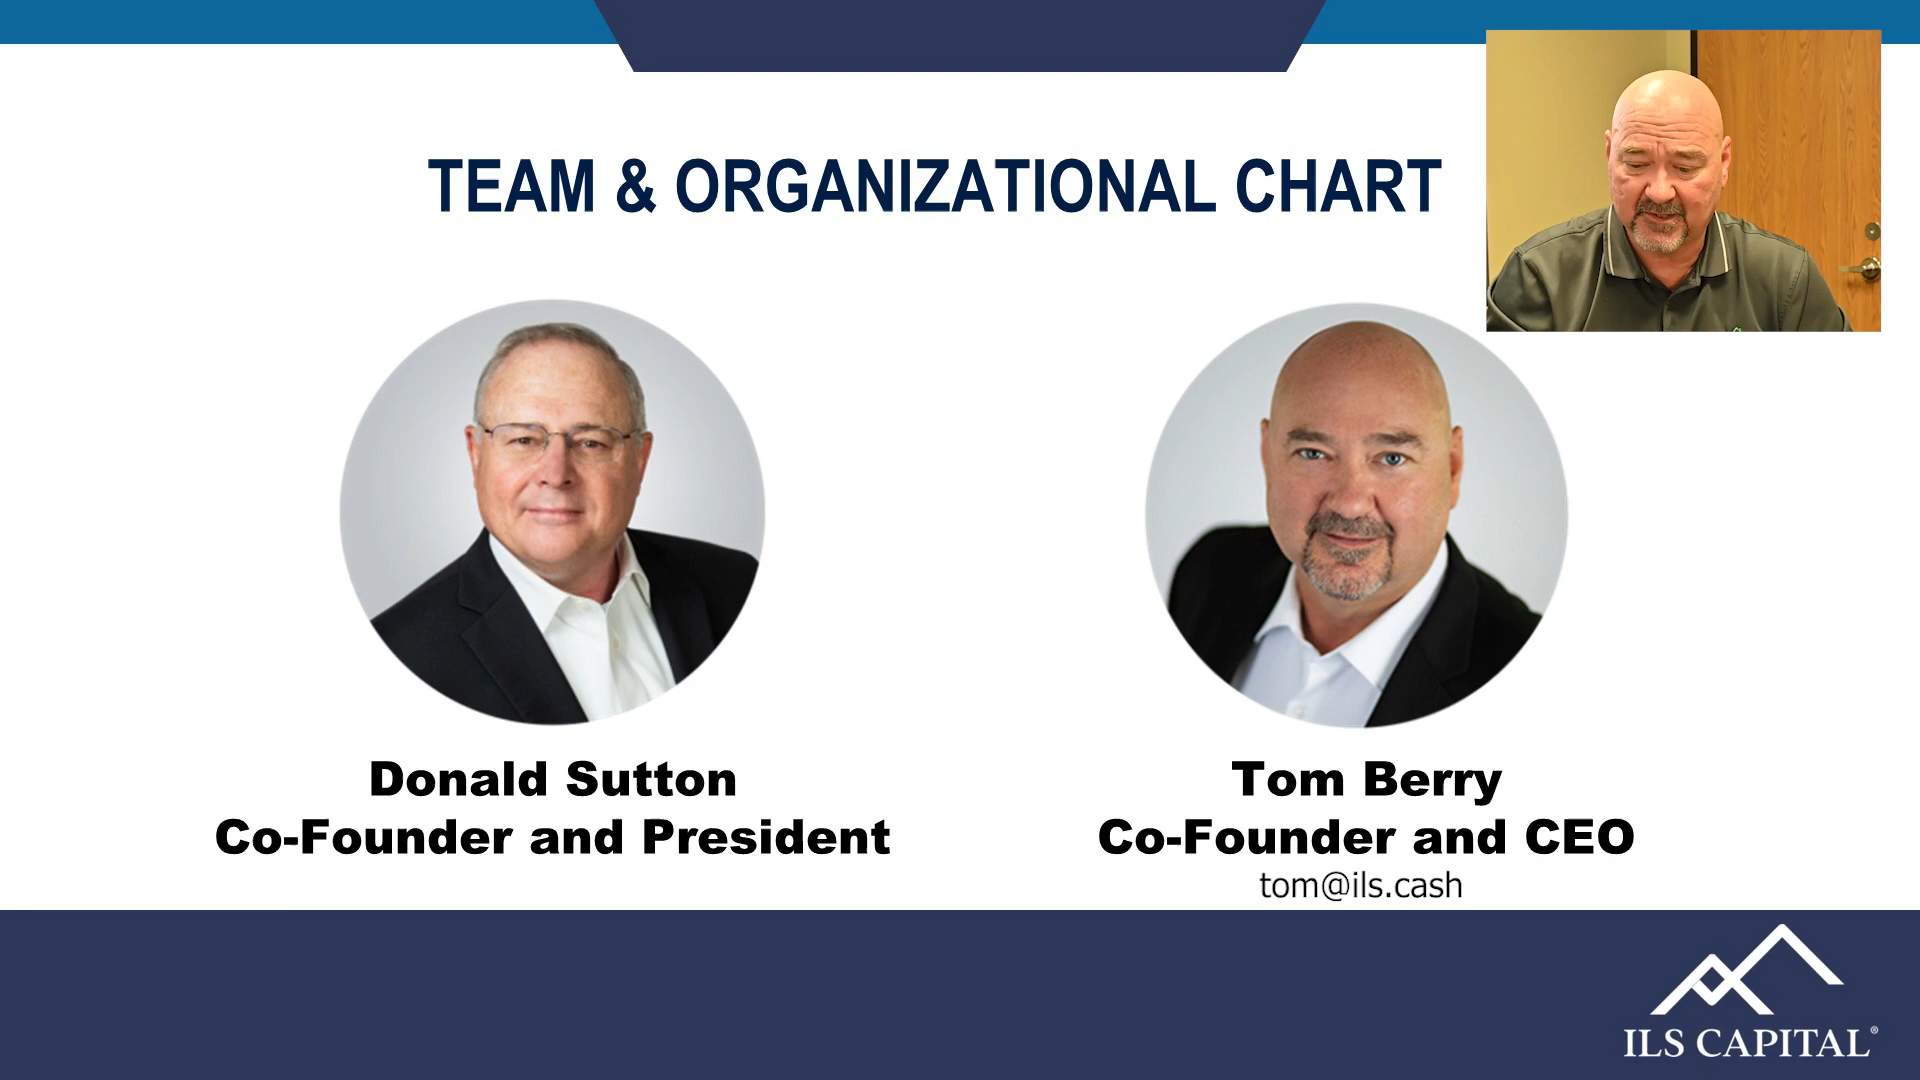 TEAM & ORGANIZATIONAL CHART
Donald Sutton
Co-Founder and President
Tom Berry
Co-Founder and CEO
tom@ils.cash
ILS CAPITAL®